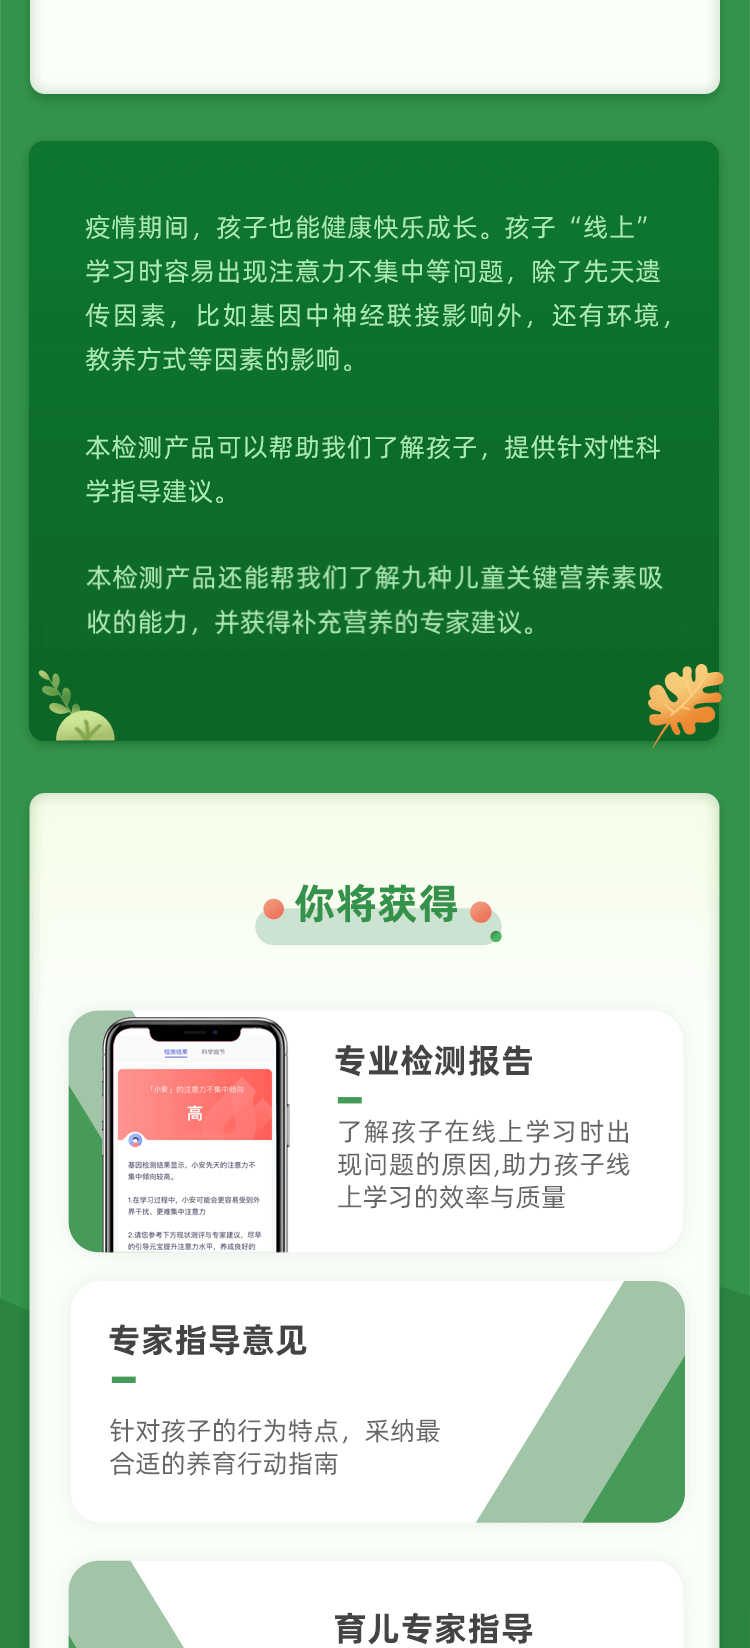 疫情期间，孩子也能健康快乐成长。孩子“线上”
学习时容易出现注意力不集中等问题，除了先天遗
传因素，比如基因中神经联接影响外，还有环境，
教养方式等因素的影响。
本检测产品可以帮助我们了解孩子，提供针对性科
学指导建议。
本检测产品还能帮我们了解九种儿童关键营养素吸
收的能力，并获得补充营养的专家建议。
你将获得
检测结果 科学细节
「小安」的注意力不集中倾向
高
基因检测结果显示，小安先天的注意力不
集中倾向较高。
1.在学习过程中，小安可能会更容易受到外
界干扰、更难集中注意力
2.请您参考下方现状测评与专家建议，尽早
的引导元宝提升注意力水平，养成良好的
专业检测报告
了解孩子在线上学习时出
现问题的原因,助力孩子线
上学习的效率与质量
专家指导意见
针对孩子的行为特点，采纳最
合适的养育行动指南
育儿专家指导